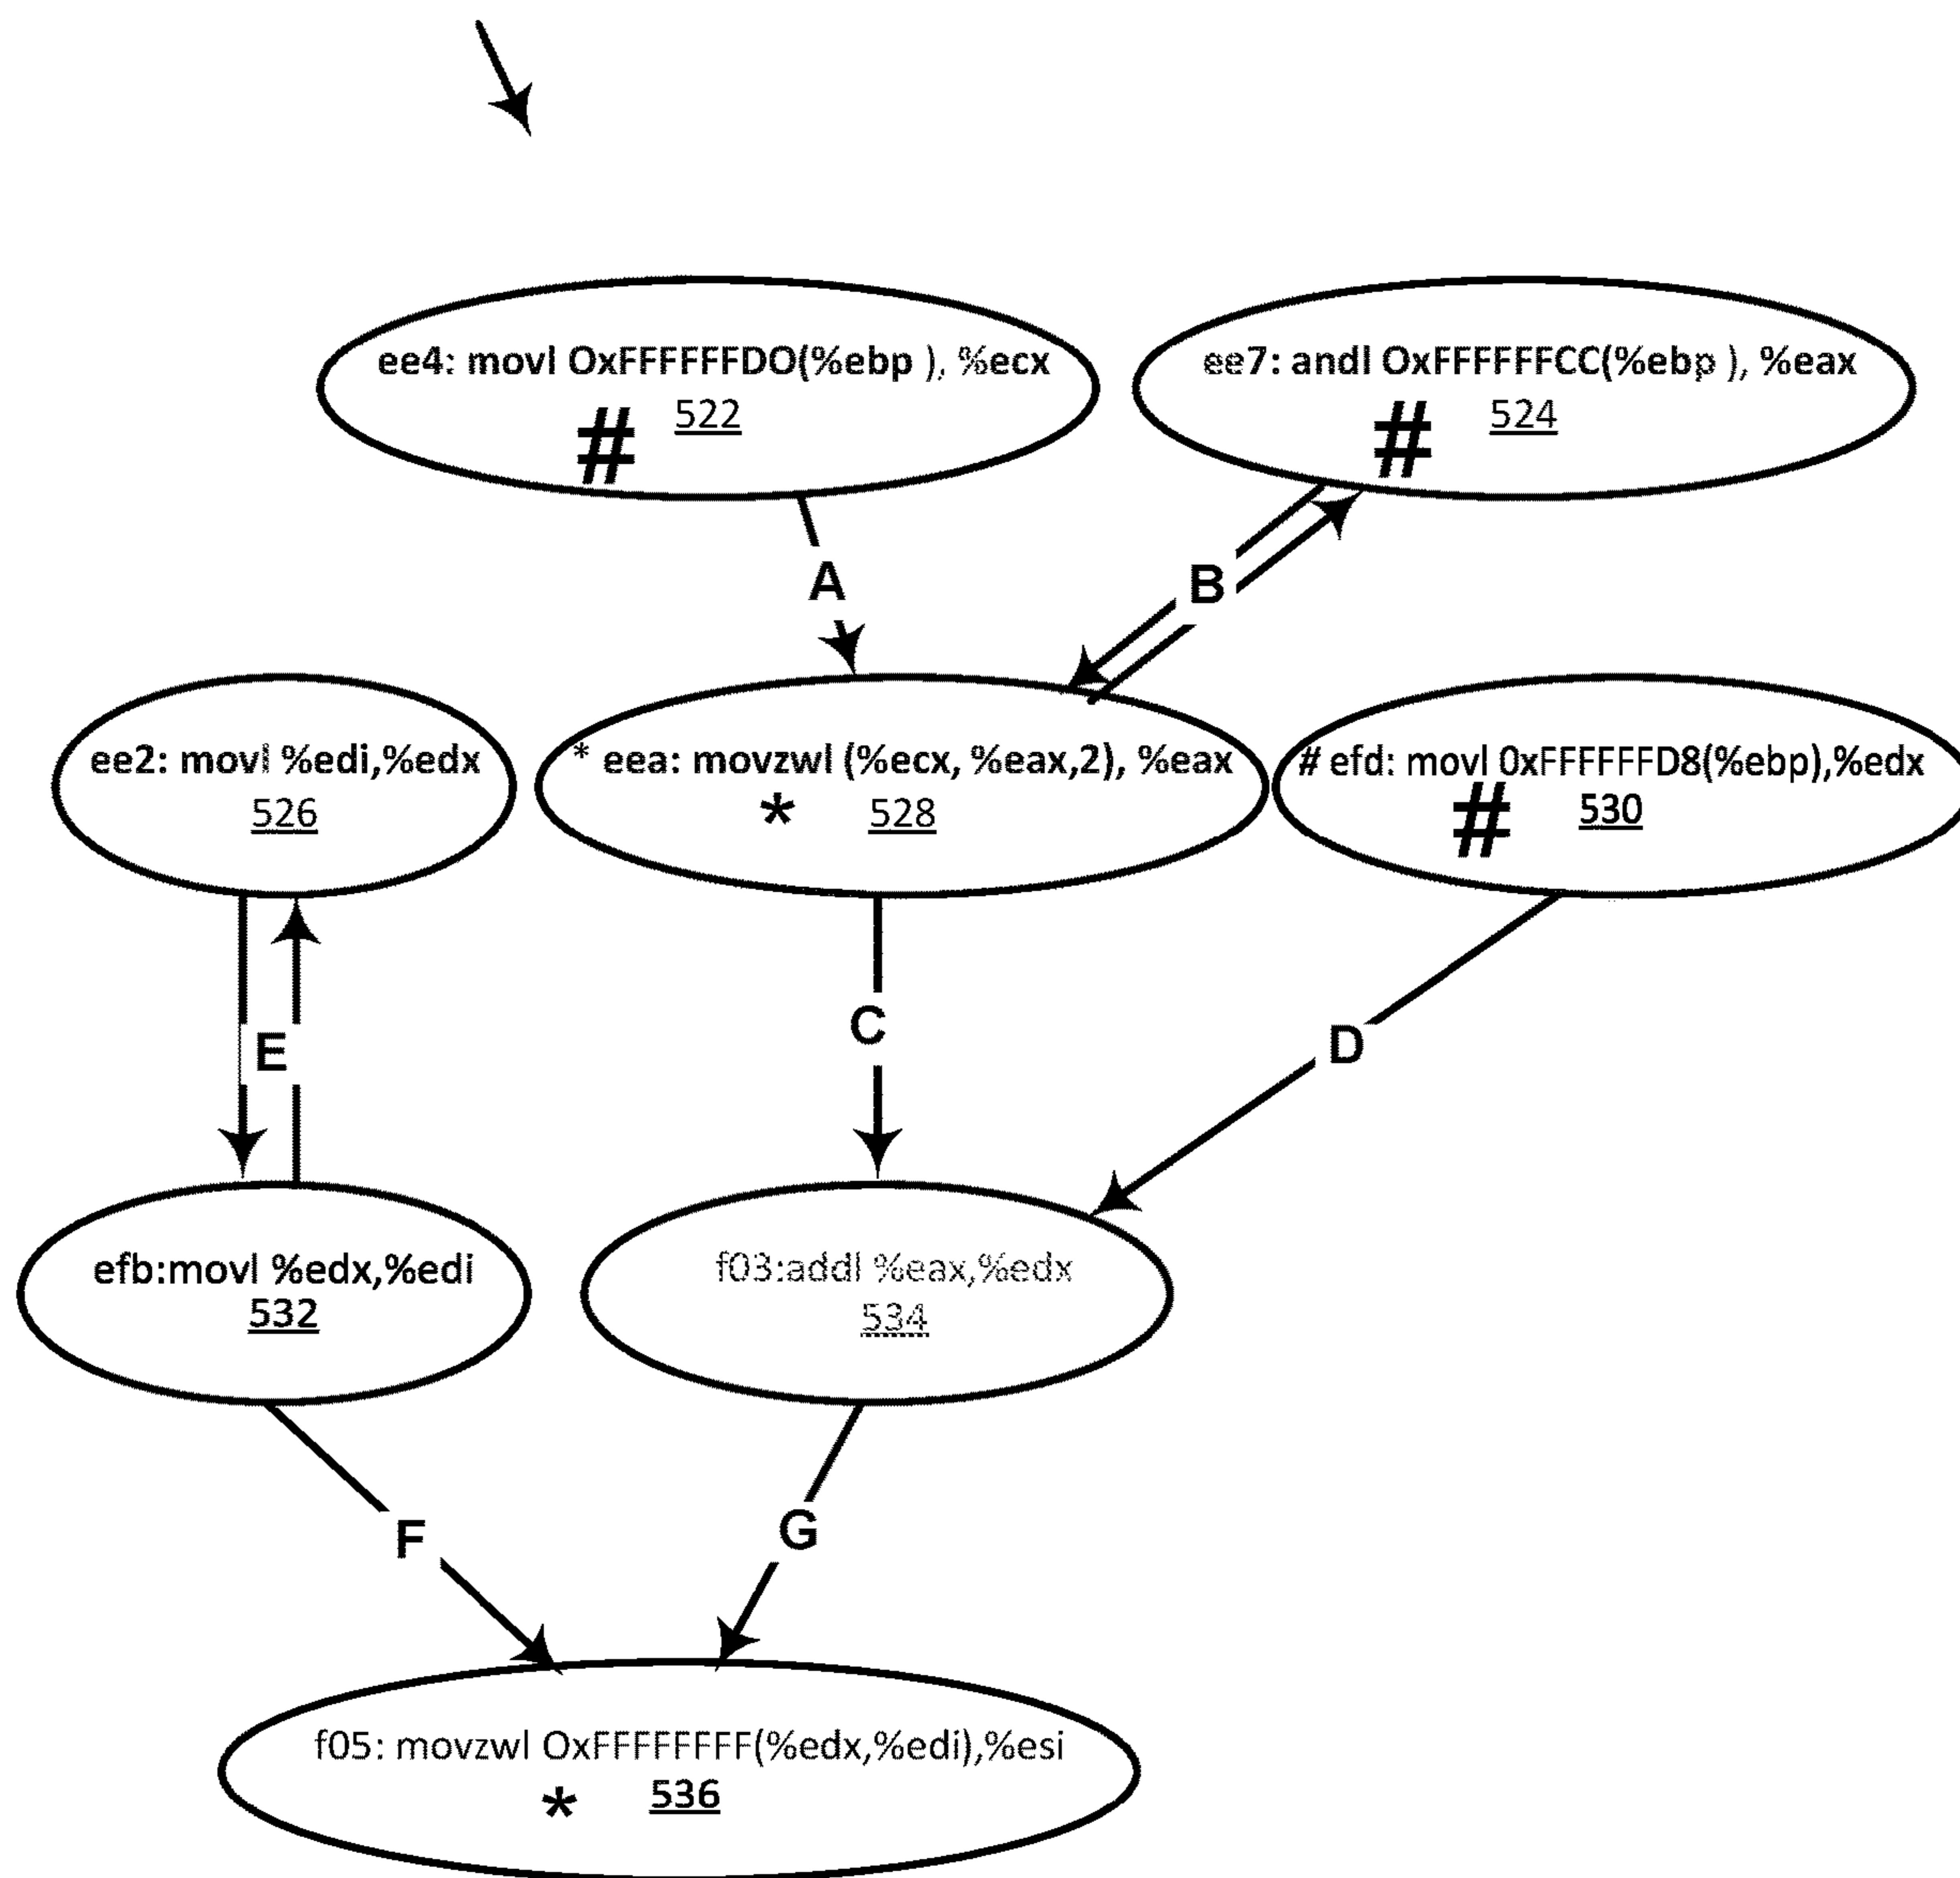 ee4: movl OxFFFFFFDO(%ebp ), %ecx
# 522
ee7: andl OxFFFFFFCC(%ebp ), %eax
# 524
A
B
ee2: movl %edi,%edx
526
* eea: movzwl (%ecx, %eax,2), %eax
* 528
# efd: movl 0xFFFFFFD8(%ebp),%edx
# 530
E
C
D
efb:movl %edx,%edi
532
f03:addl %eax,%edx
534
F
G
f05: movzwl OxFFFFFFFF(%edx,%edi),%esi
* 536